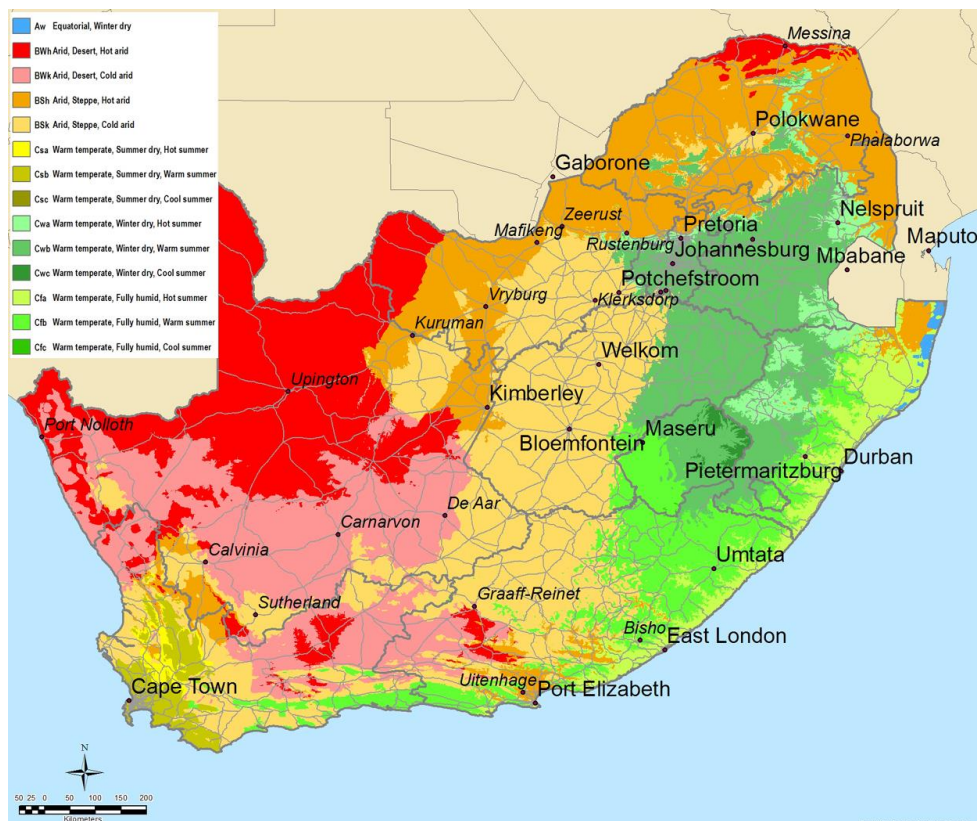 Aw Equatorial, Winter dry
BWh Arid, Desert, Hot arid
BWk Arid, Desert, Cold arid
BSh Arid, Steppe, Hot arid
BSk Arid, Steppe, Cold arid
Csa Warm temperate, Summer dry, Hot summer
Csb Warm temperate, Summer dry, Warm summer
Csc Warm temperate, Summer dry, Cool summer
Cwa Warm temperate, Winter dry, Hot summer
Cwb Warm temperate, Winter dry, Warm summer
Cwc Warm temperate, Winter dry, Cool summer
Cfa Warm temperate, Fully humid, Hot summer
Cfb Warm temperate, Fully humid, Warm summer
Cfc Warm temperate, Fully humid, Cool summer
Messina
Polokwane
Phalaborwa
Gaborone
Zeerust
Nelspruit
Mafikeng
Rustenburg
Pretoria
Johannesburg
Maputo
Mbabane
Potchefstroom
Klerksdorp
Vryburg
Kuruman
Welkom
Upington
Kimberley
Port Nolloth
Bloemfontein
Maseru
Durban
Pietermaritzburg
De Aar
Carnarvon
Calvinia
Umtata
Sutherland
Graaff-Reinet
Bisho
East London
Uitenhage
Port Elizabeth
Cape Town
N
50 25 0 50 100 150 200
Kilometers